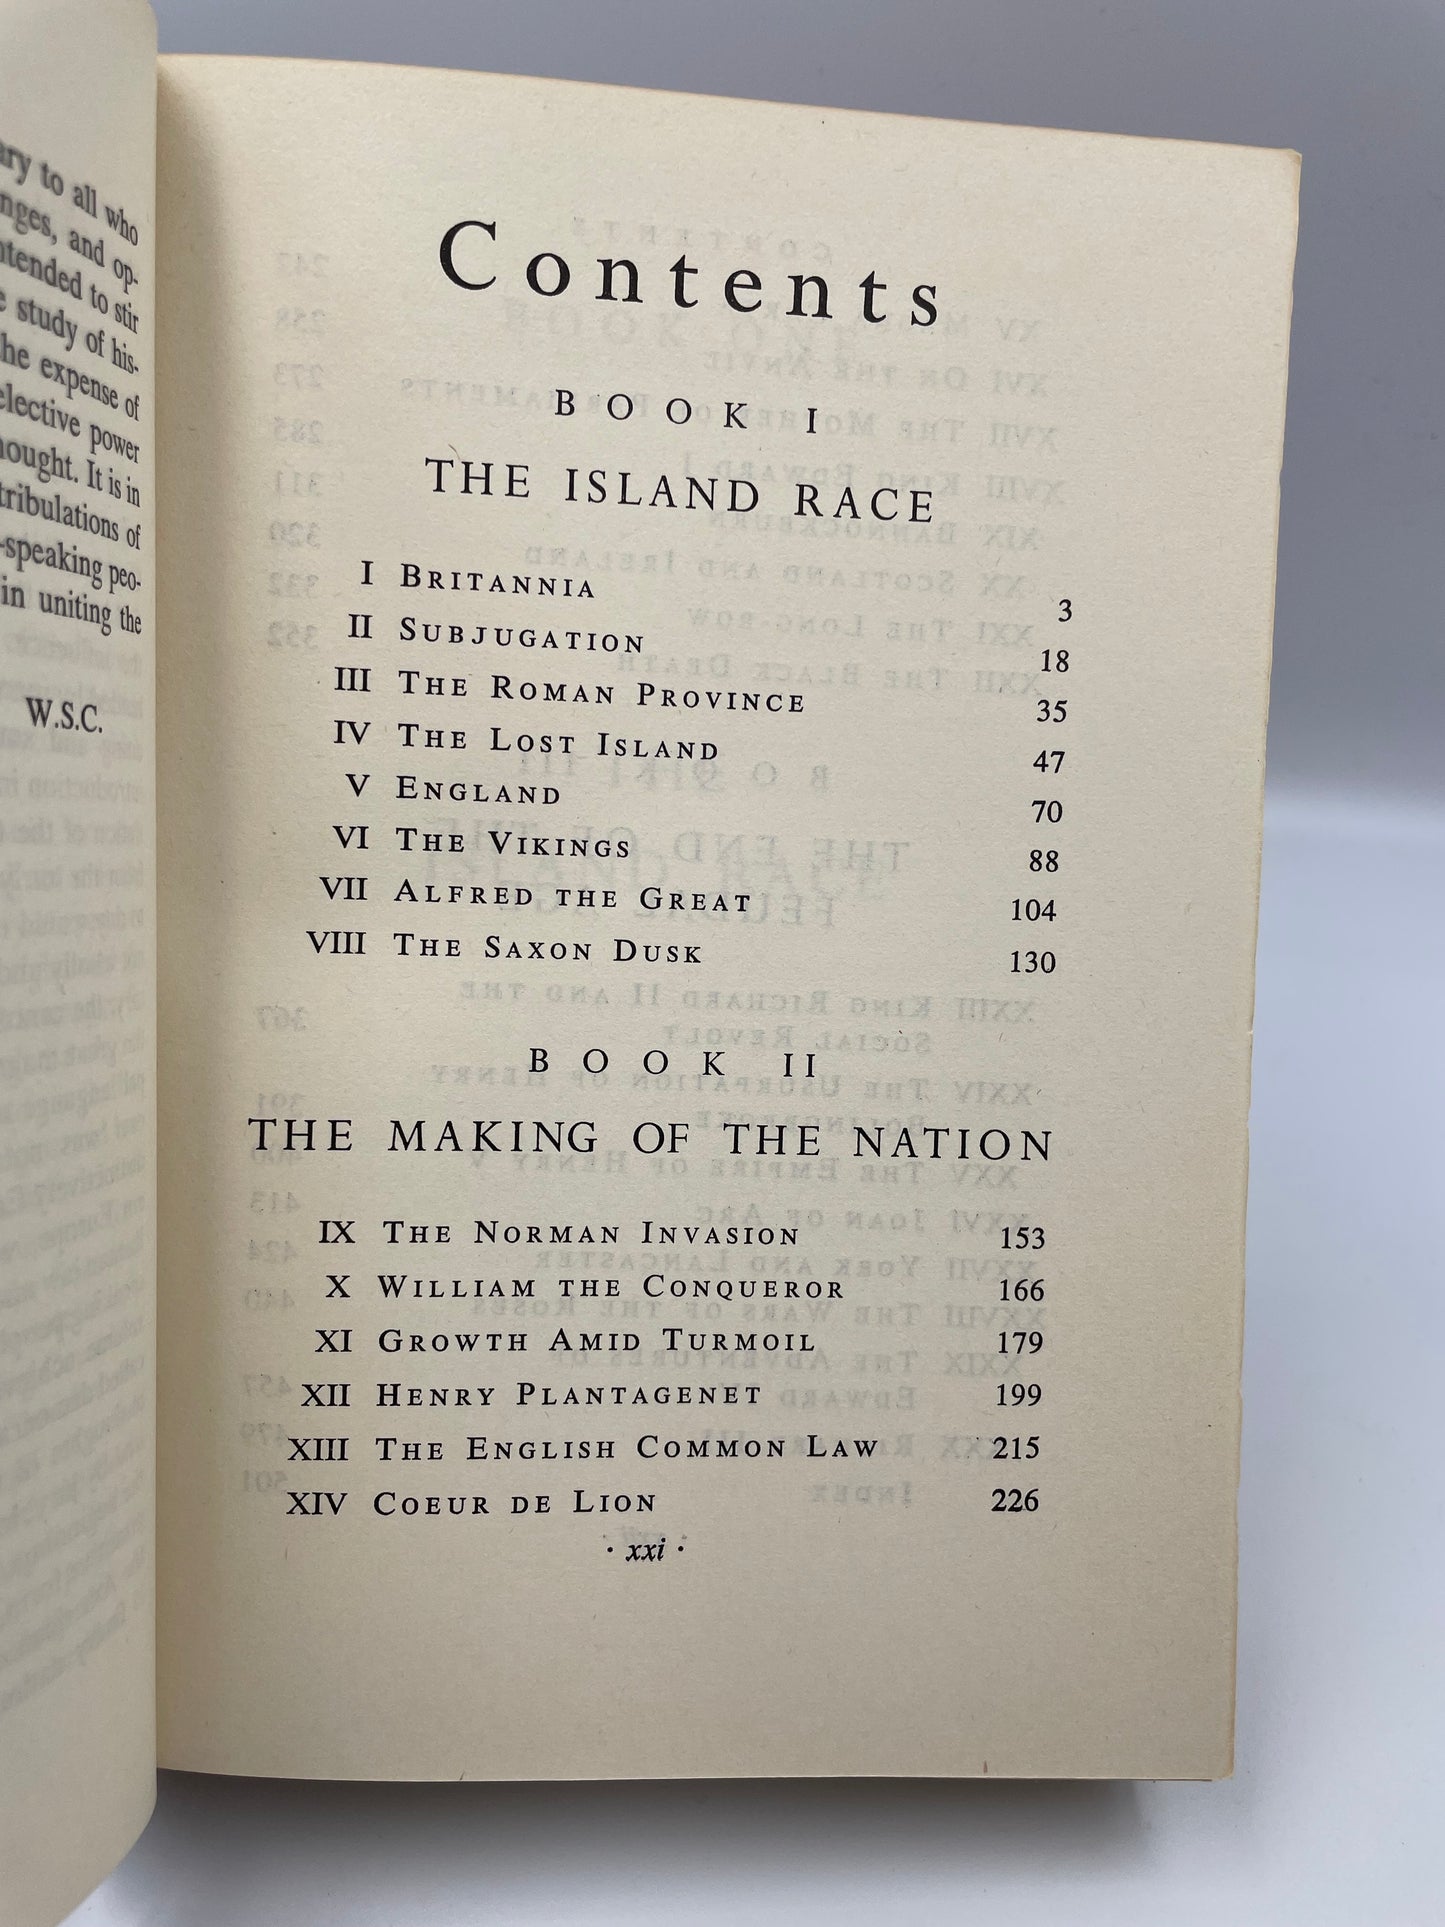 ary to all who
nges, and op-
ntended to stir
e study of his-
he expense of
elective power
hought. It is in
tribulations of
-speaking peo-
in uniting the
W.S.C.
Contents
BOOK I
THE ISLAND RACE
I BRITANNIA 3
II SUBJUGATION 18
III THE ROMAN PROVINCE 35
IV THE LOST ISLAND 47
V ENGLAND 70
VI THE VIKINGS 88
VII ALFRED THE GREAT 104
VIII THE SAXON DUSK 130
BOOK II
THE MAKING OF THE NATION
IX THE NORMAN INVASION 153
X WILLIAM THE CONQUEROR 166
XI GROWTH AMID TURMOIL 179
XII HENRY PLANTAGENET 199
XIII THE ENGLISH COMMON LAW 215
XIV COEUR DE LION 226
· xxi ·